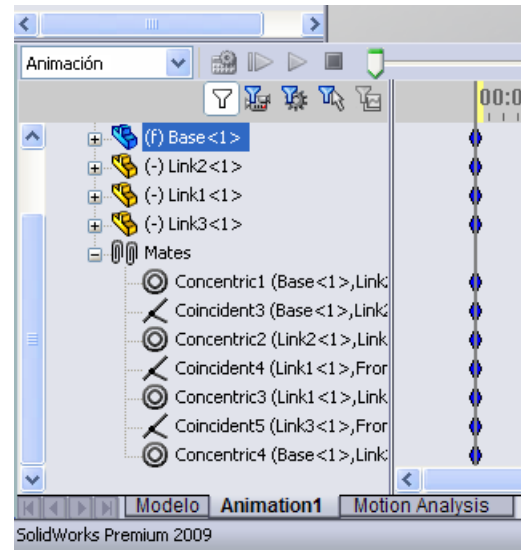 Animación
00:0
(f) Base<1>
(-) Link2<1>
(-) Link1<1>
(-) Link3<1>
Mates
Concentric1 (Base<1>,Link2
Coincident3 (Base<1>,Link2
Concentric2 (Link2<1>,Link
Coincident4 (Link1<1>,Fror
Concentric3 (Link1<1>,Link
Coincident5 (Link3<1>,Fror
Concentric4 (Base<1>,Link
Modelo Animation1 Motion Analysis
SolidWorks Premium 2009